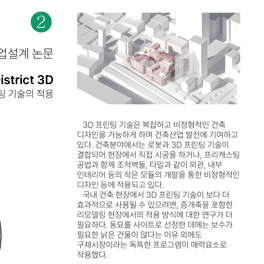 2
업설계 논문
istrict 3D
팅 기술의 적용
3D 프린팅 기술은 복잡하고 비정형적인 건축
디자인을 가능하게 하며 건축산업 발전에 기여하고
있다. 건축분야에서는 로봇과 3D 프린팅 기술이
결합되어 현장에서 직접 시공을 하거나, 프리캐스팅
공법과 함께 조적벽돌, 타일과 같이 외관, 내부
인테리어 등의 작은 모듈의 개발을 통한 비정형적인
디자인 등에 적용되고 있다.
국내 건축 현장에서 3D 프린팅 기술이 보다 더
효과적으로 사용될 수 있으려면, 증개축을 포함한
리모델링 현장에서의 적용 방식에 대한 연구가 더
필요하다. 동묘를 사이트로 선정한 데에는 보수가
필요한 낡은 건물이 많다는 이유 외에도
구제시장이라는 독특한 프로그램이 매력요소로
작용했다.